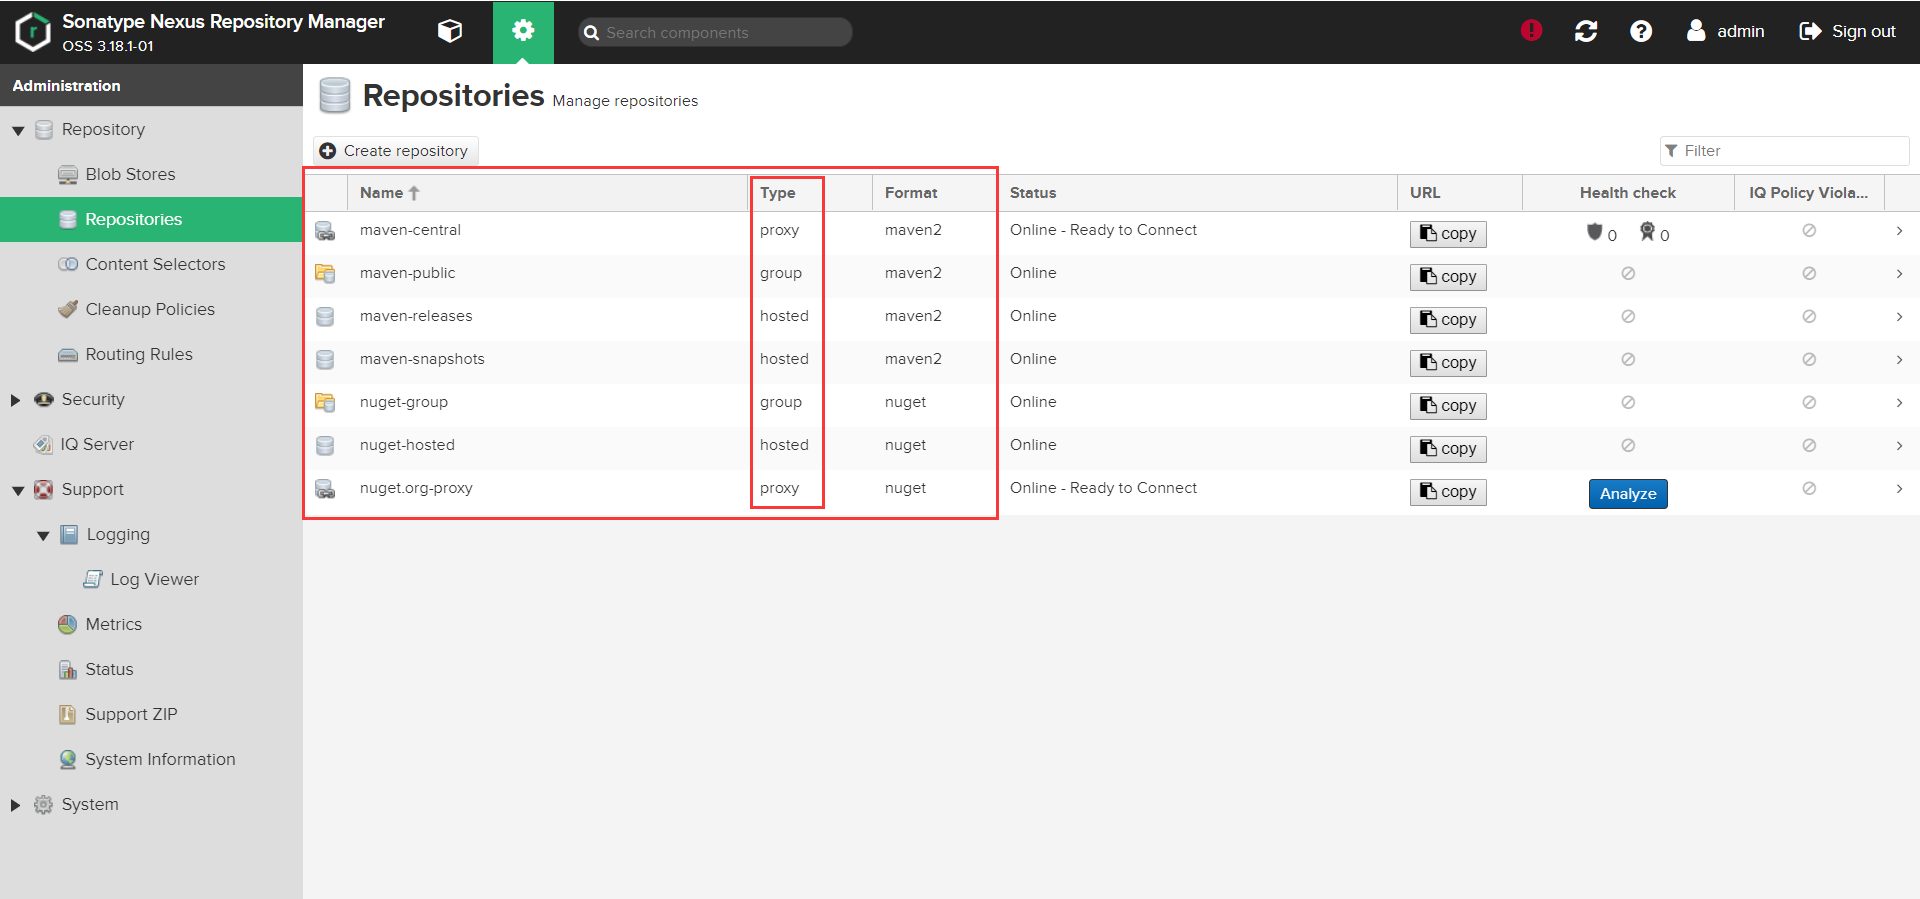 Sonatype Nexus Repository Manager
OSS 3.18.1-01
Search components
admin
Sign out
Administration
Repository
Blob Stores
Repositories
Content Selectors
Cleanup Policies
Routing Rules
Security
IQ Server
Support
Logging
Log Viewer
Metrics
Status
Support ZIP
System Information
System
Repositories Manage repositories
Create repository
Filter
Name Type Format Status URL Health check IQ Policy Viola...
maven-central proxy maven2 Online - Ready to Connect copy 0 0
maven-public group maven2 Online copy
maven-releases hosted maven2 Online copy
maven-snapshots hosted maven2 Online copy
nuget-group group nuget Online copy
nuget-hosted hosted nuget Online copy
nuget.org-proxy proxy nuget Online - Ready to Connect copy Analyze